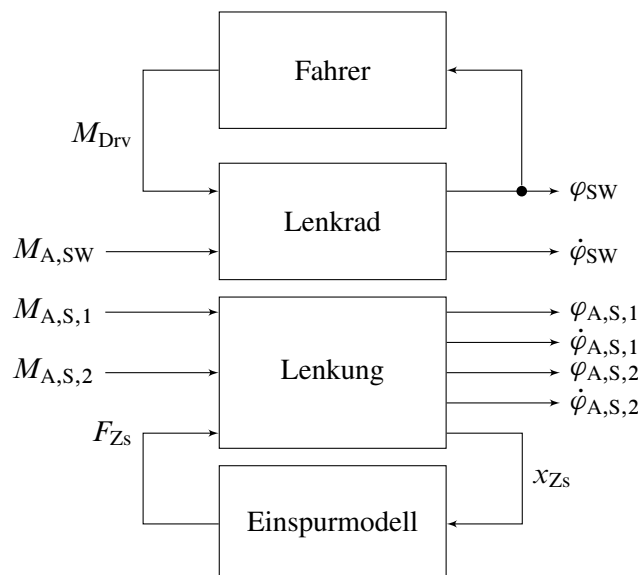 Fahrer
M_Drv
Lenkrad
φ_SW
M_A,SW
φ̇_SW
M_A,S,1
φ_A,S,1
φ̇_A,S,1
M_A,S,2
Lenkung
φ_A,S,2
φ̇_A,S,2
F_Zs
x_Zs
Einspurmodell